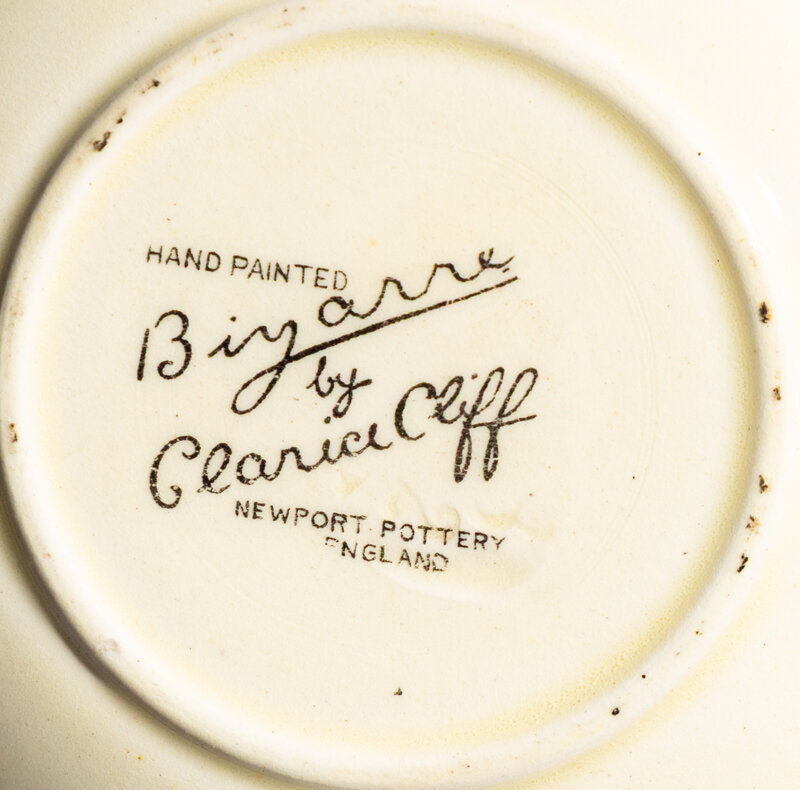 HAND PAINTED
Bizarre
by
Clarice Cliff
NEWPORT POTTERY
ENGLAND